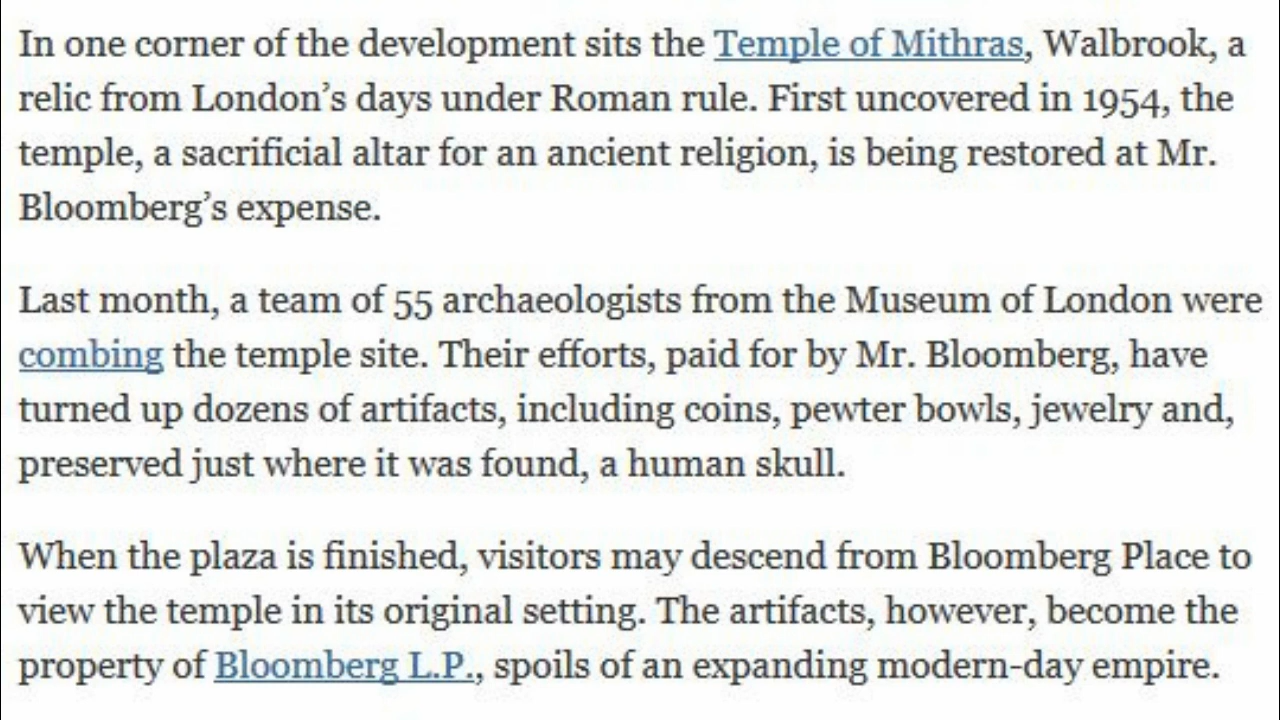 In one corner of the development sits the Temple of Mithras, Walbrook, a
relic from London’s days under Roman rule. First uncovered in 1954, the
temple, a sacrificial altar for an ancient religion, is being restored at Mr.
Bloomberg’s expense.
Last month, a team of 55 archaeologists from the Museum of London were
combing the temple site. Their efforts, paid for by Mr. Bloomberg, have
turned up dozens of artifacts, including coins, pewter bowls, jewelry and,
preserved just where it was found, a human skull.
When the plaza is finished, visitors may descend from Bloomberg Place to
view the temple in its original setting. The artifacts, however, become the
property of Bloomberg L.P., spoils of an expanding modern-day empire.